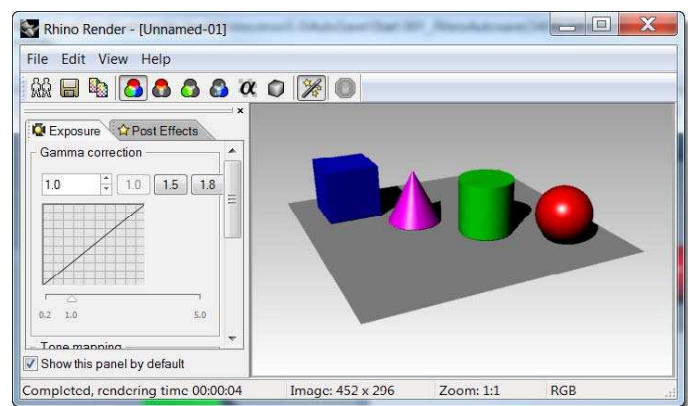 Rhino Render - [Unnamed-01]
File Edit View Help
α
Exposure Post Effects
Gamma correction
1.0 1.0 1.5 1.8
0.2 1.0 5.0
Tone mapping
Show this panel by default
Completed, rendering time 00:00:04 Image: 452 x 296 Zoom: 1:1 RGB